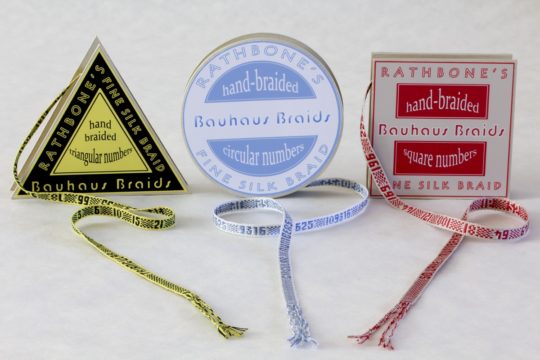 RATHBONE'S
FINE SILK BRAID
hand
braided
triangular numbers
Bauhaus Braids
RATHBONE'S
hand-braided
Bauhaus Braids
circular numbers
FINE SILK BRAID
RATHBONE'S
hand-braided
Bauhaus Braids
square numbers
FINE SILK BRAID